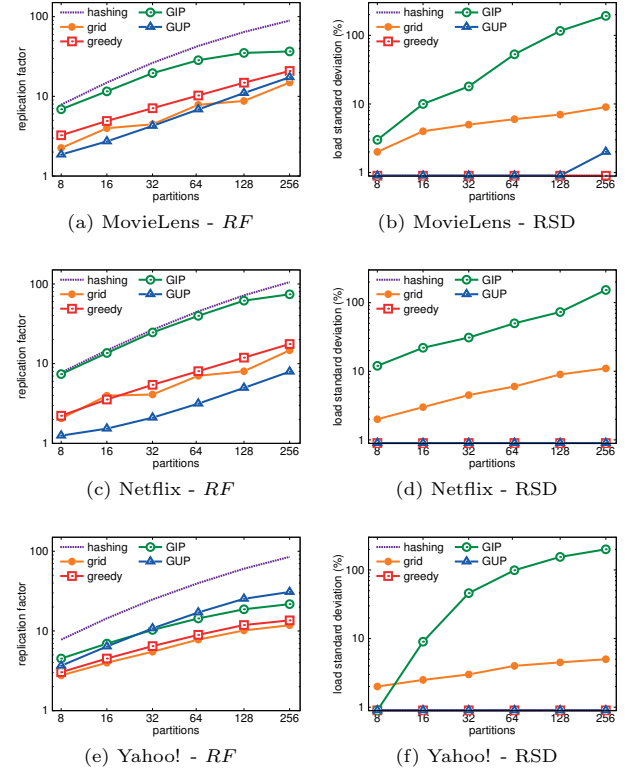 hashing
grid
greedy
GIP
GUP
replication factor
100
10
1
8 16 32 64 128 256
partitions
(a) MovieLens - RF
hashing
grid
greedy
GIP
GUP
load standard deviation (%)
100
10
1
8 16 32 64 128 256
partitions
(b) MovieLens - RSD
hashing
grid
greedy
GIP
GUP
replication factor
100
10
1
8 16 32 64 128 256
partitions
(c) Netflix - RF
hashing
grid
greedy
GIP
GUP
load standard deviation (%)
100
10
1
8 16 32 64 128 256
partitions
(d) Netflix - RSD
hashing
grid
greedy
GIP
GUP
replication factor
100
10
1
8 16 32 64 128 256
partitions
(e) Yahoo! - RF
hashing
grid
greedy
GIP
GUP
load standard deviation (%)
100
10
1
8 16 32 64 128 256
partitions
(f) Yahoo! - RSD